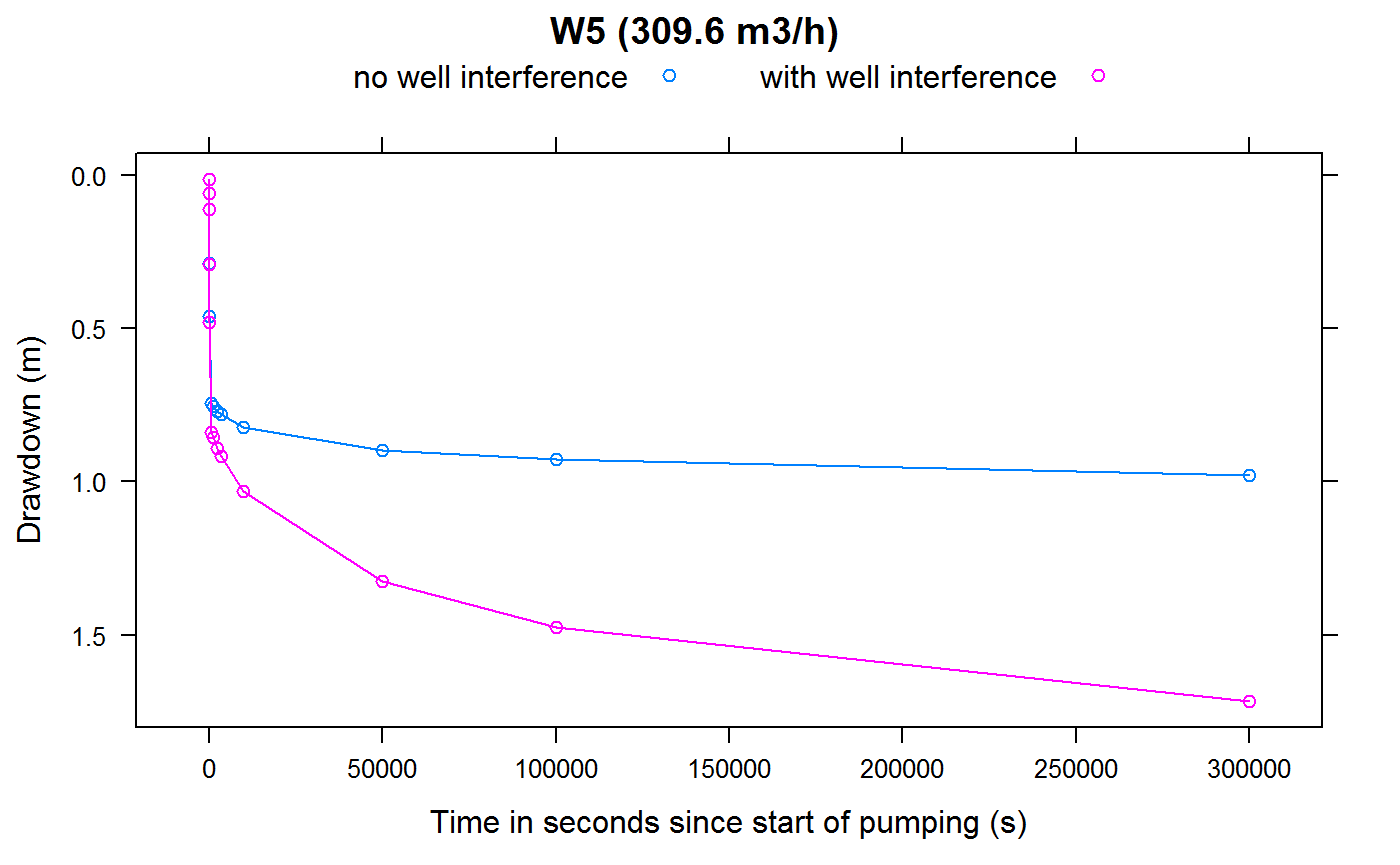 W5 (309.6 m3/h)
no well interference with well interference
0.0
0.5
1.0
1.5
Drawdown (m)
0 50000 100000 150000 200000 250000 300000
Time in seconds since start of pumping (s)